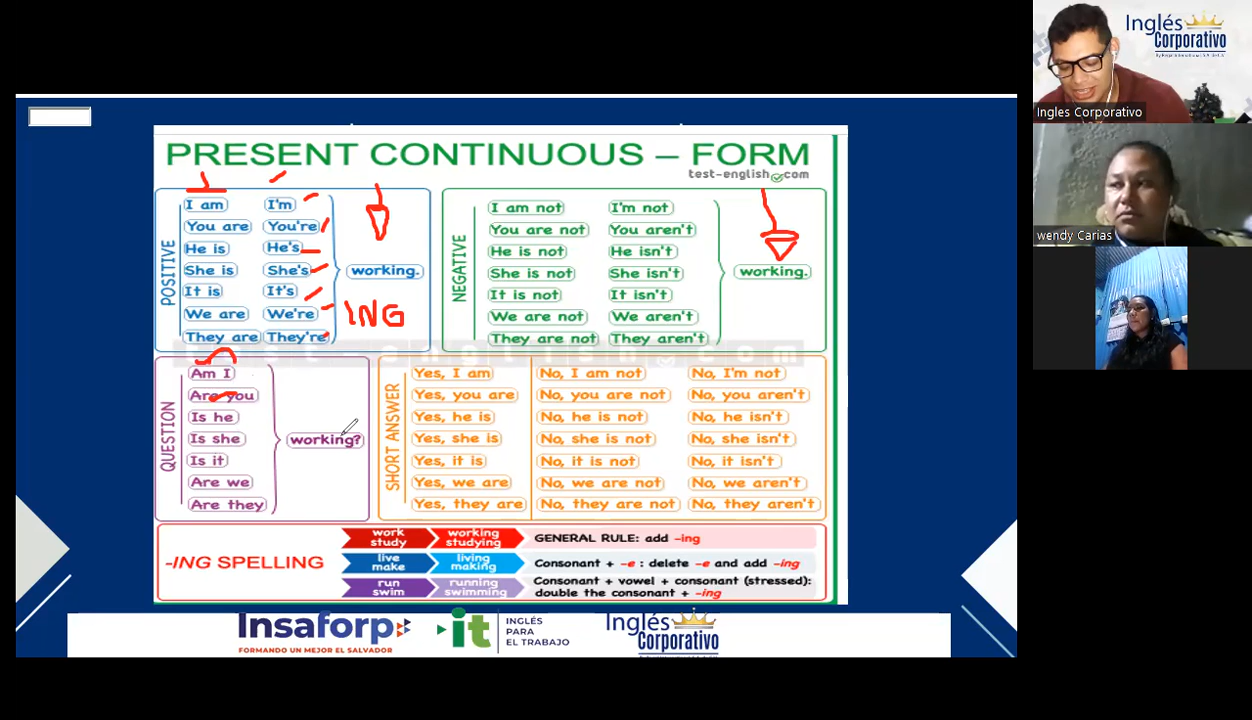 PRESENT CONTINUOUS – FORM
test-english.com
POSITIVE
I am I'm
You are You're
He is He's
She is She's
It is It's
We are We're
They are They're
working.
ING
NEGATIVE
I am not I'm not
You are not You aren't
He is not He isn't
She is not She isn't
It is not It isn't
We are not We aren't
They are not They aren't
working.
test-english.com
QUESTION
Am I
Are you
Is he
Is she
Is it
Are we
Are they
working?
SHORT ANSWER
Yes, I am No, I am not No, I'm not
Yes, you are No, you are not No, you aren't
Yes, he is No, he is not No, he isn't
Yes, she is No, she is not No, she isn't
Yes, it is No, it is not No, it isn't
Yes, we are No, we are not No, we aren't
Yes, they are No, they are not No, they aren't
-ING SPELLING
work working
study studying
GENERAL RULE: add -ing
live living
make making
Consonant + -e : delete -e and add -ing
run running
swim swimming
Consonant + vowel + consonant (stressed):
double the consonant + -ing
Insaforp
FORMANDO UN MEJOR EL SALVADOR
it
INGLÉS
PARA
EL TRABAJO
Inglés
Corporativo
Inglés
Corporativo
Ingles Corporativo
wendy Carias